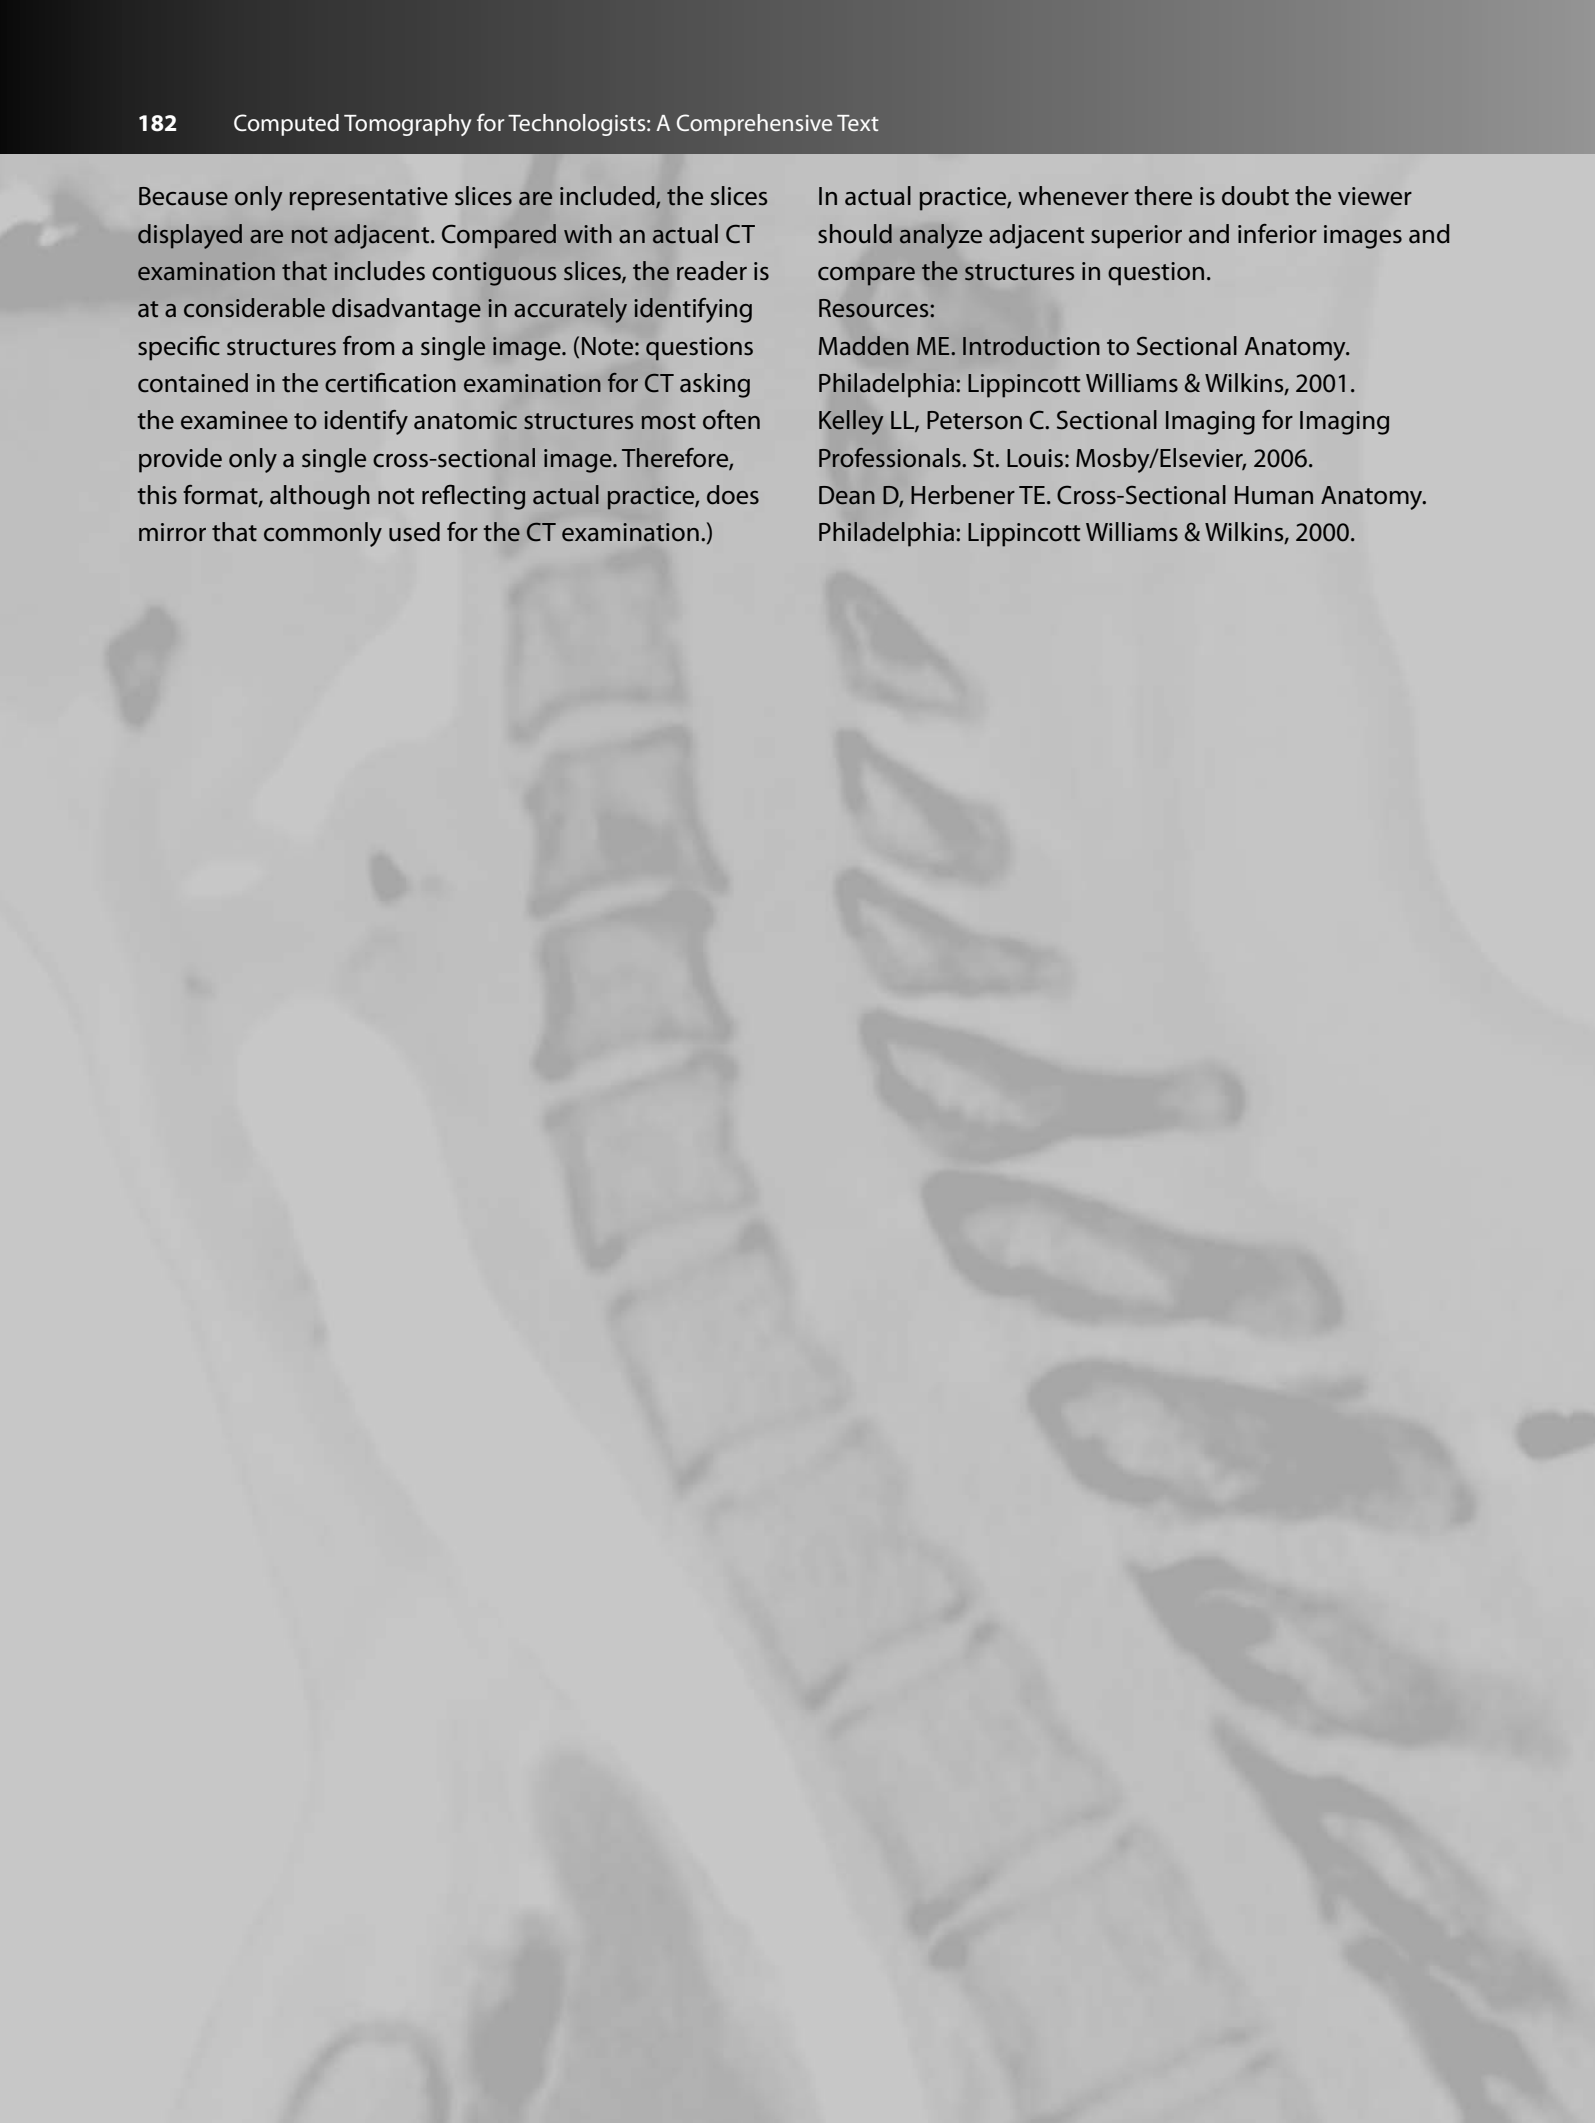 182 Computed Tomography for Technologists: A Comprehensive Text
Because only representative slices are included, the slices
displayed are not adjacent. Compared with an actual CT
examination that includes contiguous slices, the reader is
at a considerable disadvantage in accurately identifying
specific structures from a single image. (Note: questions
contained in the certification examination for CT asking
the examinee to identify anatomic structures most often
provide only a single cross-sectional image. Therefore,
this format, although not reflecting actual practice, does
mirror that commonly used for the CT examination.)
In actual practice, whenever there is doubt the viewer
should analyze adjacent superior and inferior images and
compare the structures in question.
Resources:
Madden ME. Introduction to Sectional Anatomy.
Philadelphia: Lippincott Williams & Wilkins, 2001.
Kelley LL, Peterson C. Sectional Imaging for Imaging
Professionals. St. Louis: Mosby/Elsevier, 2006.
Dean D, Herbener TE. Cross-Sectional Human Anatomy.
Philadelphia: Lippincott Williams & Wilkins, 2000.